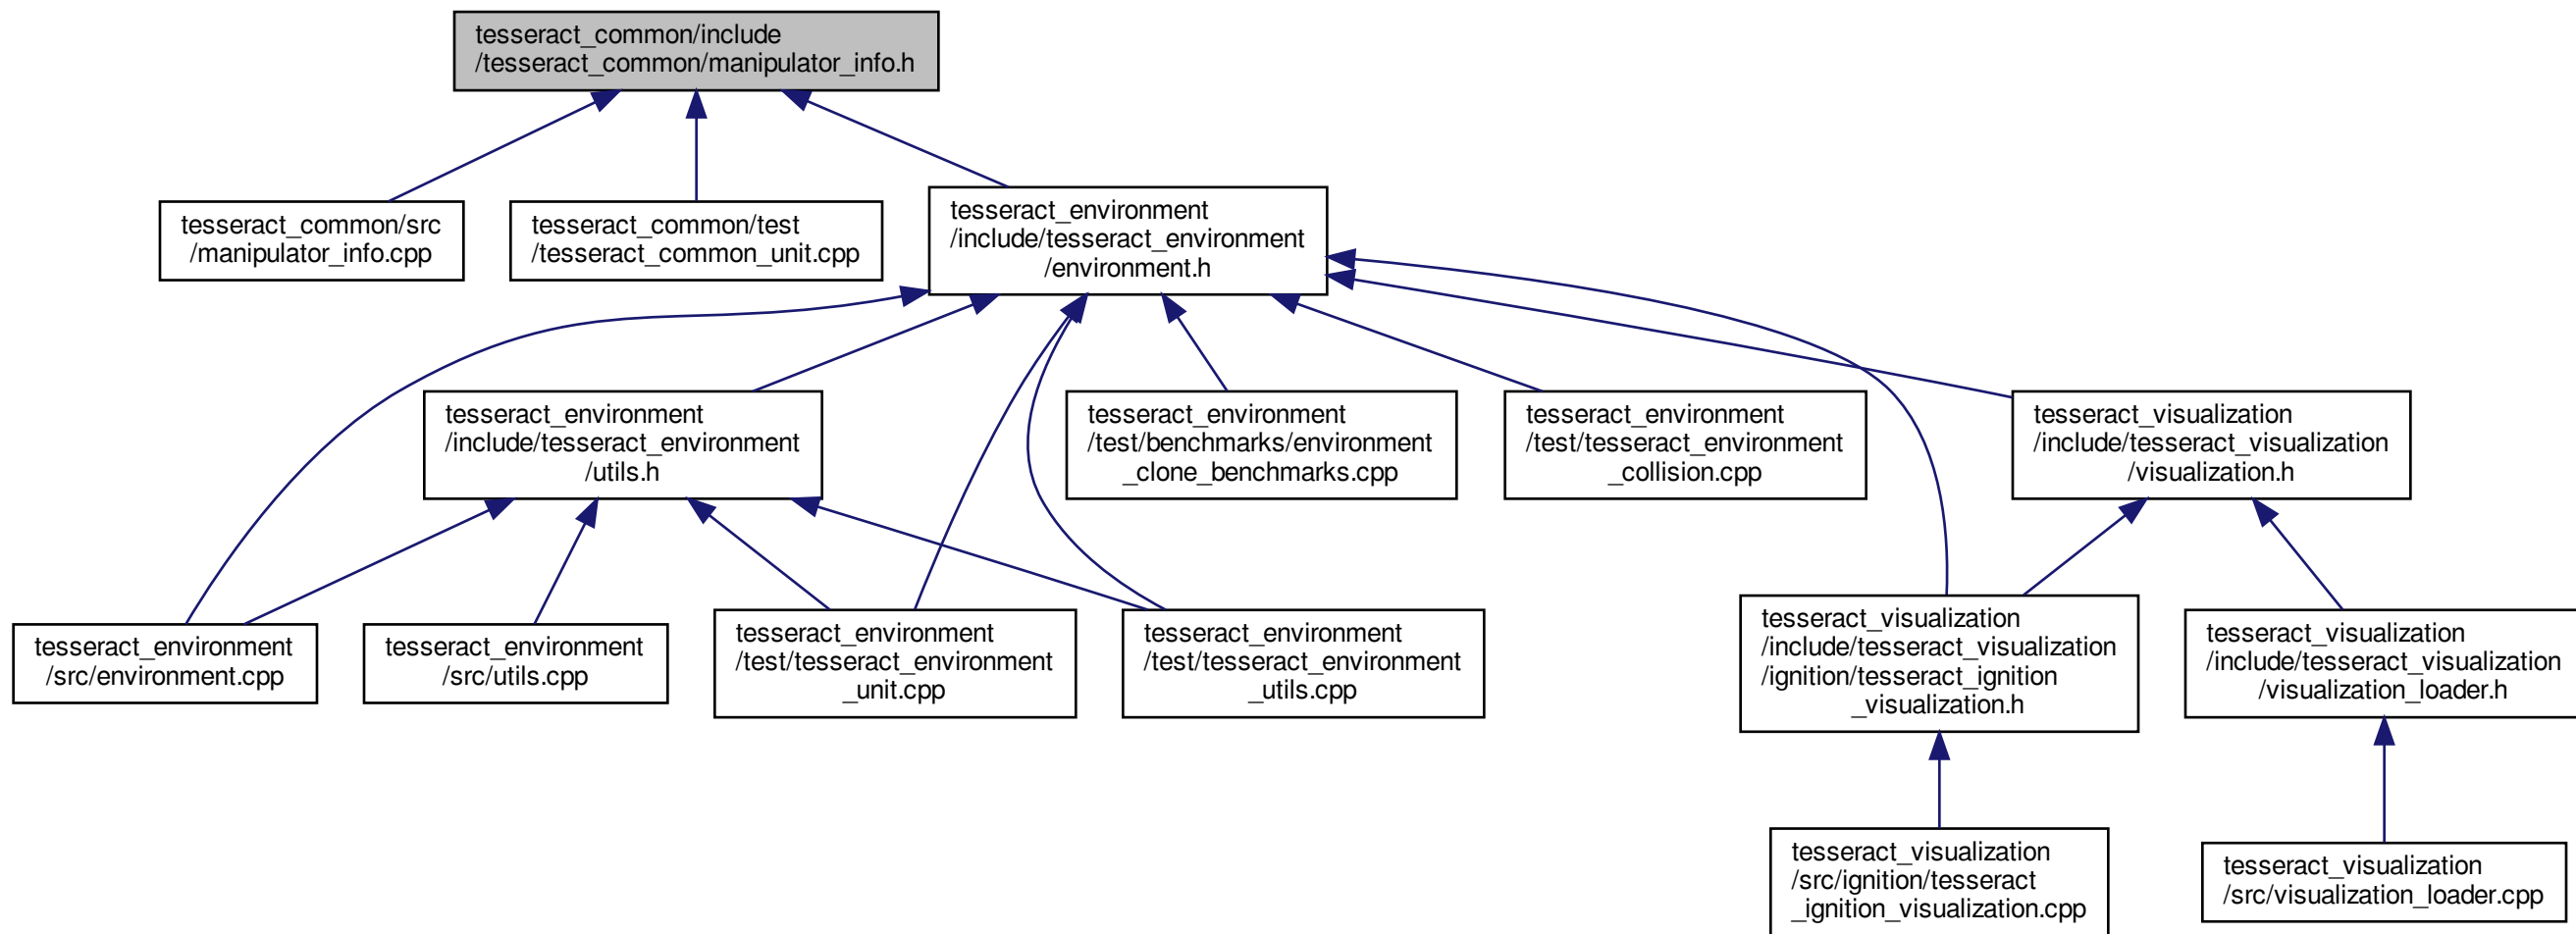 tesseract_common/include
/tesseract_common/manipulator_info.h
tesseract_common/src
/manipulator_info.cpp
tesseract_common/test
/tesseract_common_unit.cpp
tesseract_environment
/include/tesseract_environment
/environment.h
tesseract_environment
/include/tesseract_environment
/utils.h
tesseract_environment
/test/benchmarks/environment
_clone_benchmarks.cpp
tesseract_environment
/test/tesseract_environment
_collision.cpp
tesseract_visualization
/include/tesseract_visualization
/visualization.h
tesseract_environment
/src/environment.cpp
tesseract_environment
/src/utils.cpp
tesseract_environment
/test/tesseract_environment
_unit.cpp
tesseract_environment
/test/tesseract_environment
_utils.cpp
tesseract_visualization
/include/tesseract_visualization
/ignition/tesseract_ignition
_visualization.h
tesseract_visualization
/include/tesseract_visualization
/visualization_loader.h
tesseract_visualization
/src/ignition/tesseract
_ignition_visualization.cpp
tesseract_visualization
/src/visualization_loader.cpp